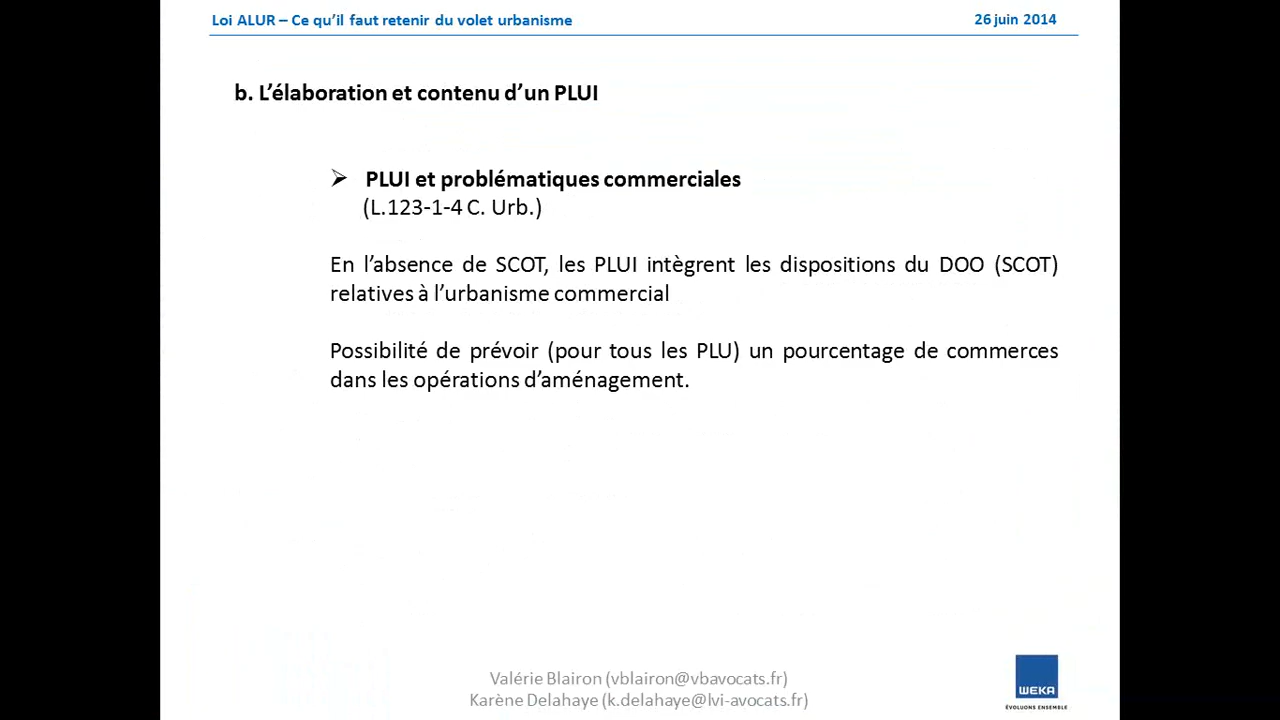 Loi ALUR – Ce qu’il faut retenir du volet urbanisme
26 juin 2014
b. L’élaboration et contenu d’un PLUI
PLUI et problématiques commerciales
(L.123-1-4 C. Urb.)
En l’absence de SCOT, les PLUI intègrent les dispositions du DOO (SCOT)
relatives à l’urbanisme commercial
Possibilité de prévoir (pour tous les PLU) un pourcentage de commerces
dans les opérations d’aménagement.
Valérie Blairon (vblairon@vbavocats.fr)
Karène Delahaye (k.delahaye@lvi-avocats.fr)
WEKA
ÉVOLUONS ENSEMBLE